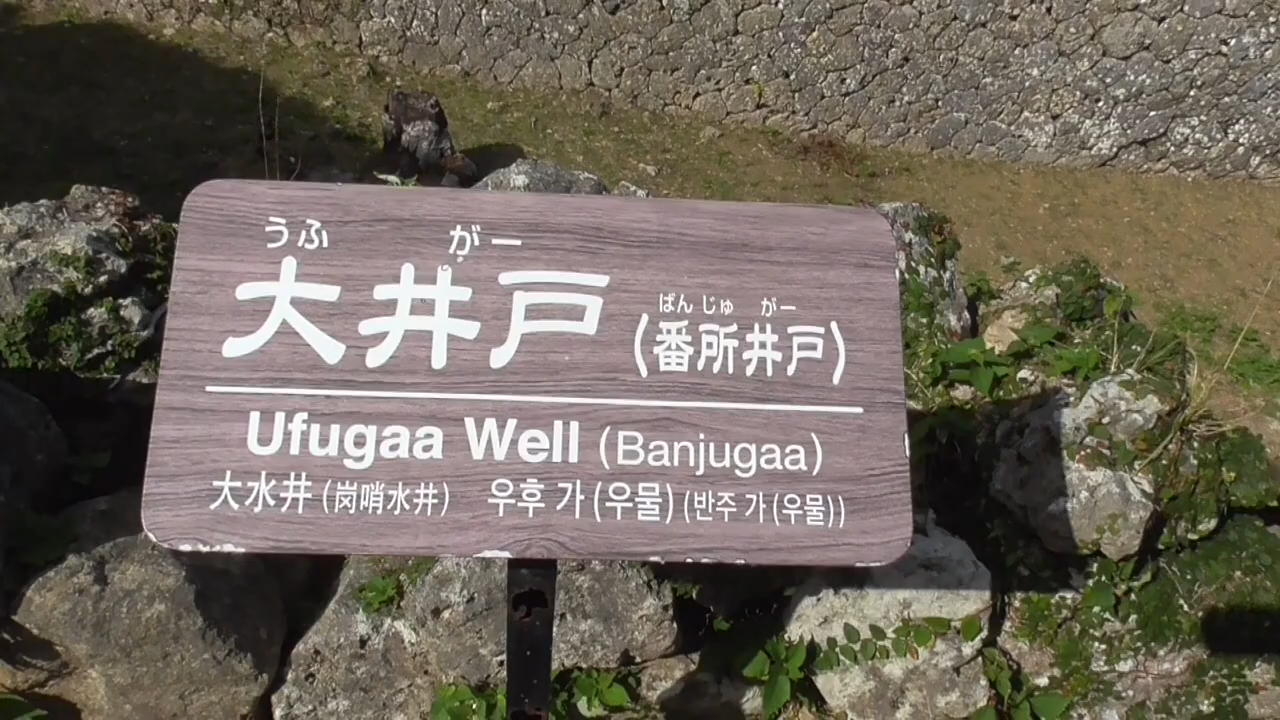 うふ がー
大井戸
ばん じゅ がー
(番所井戸)
Ufugaa Well (Banjugaa)
大水井(岗哨水井) 우후 가 (우물) (반주 가 (우물))